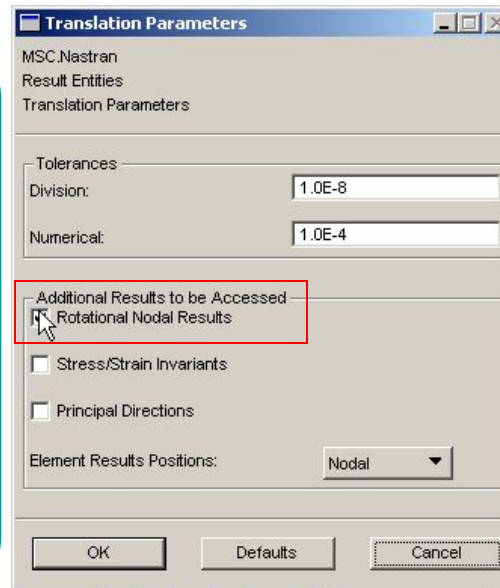 Translation Parameters
MSC.Nastran
Result Entities
Translation Parameters
Tolerances
Division: 1.0E-8
Numerical: 1.0E-4
Additional Results to be Accessed
Rotational Nodal Results
Stress/Strain Invariants
Principal Directions
Element Results Positions: Nodal
OK Defaults Cancel